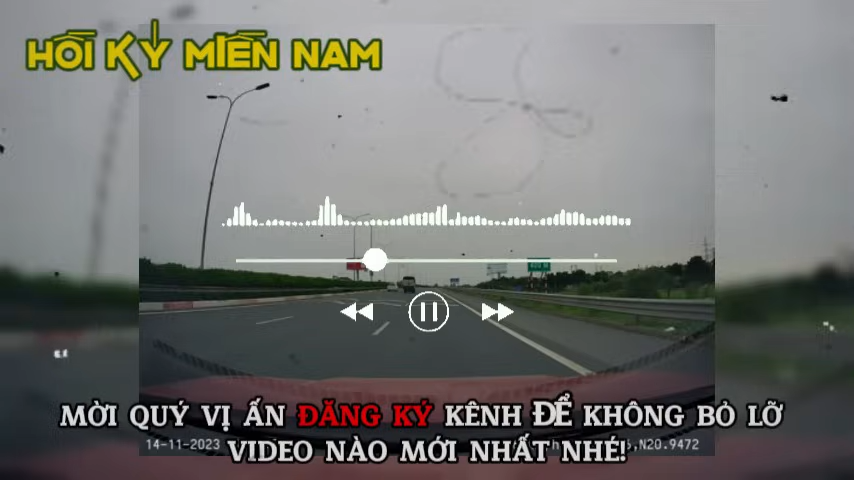 HỒI KÝ MIỀN NAM
MỜI QUÝ VỊ ẤN ĐĂNG KÝ KÊNH ĐỂ KHÔNG BỎ LỠ
14-11-2023
VIDEO NÀO MỚI NHẤT NHÉ!
N20.9472